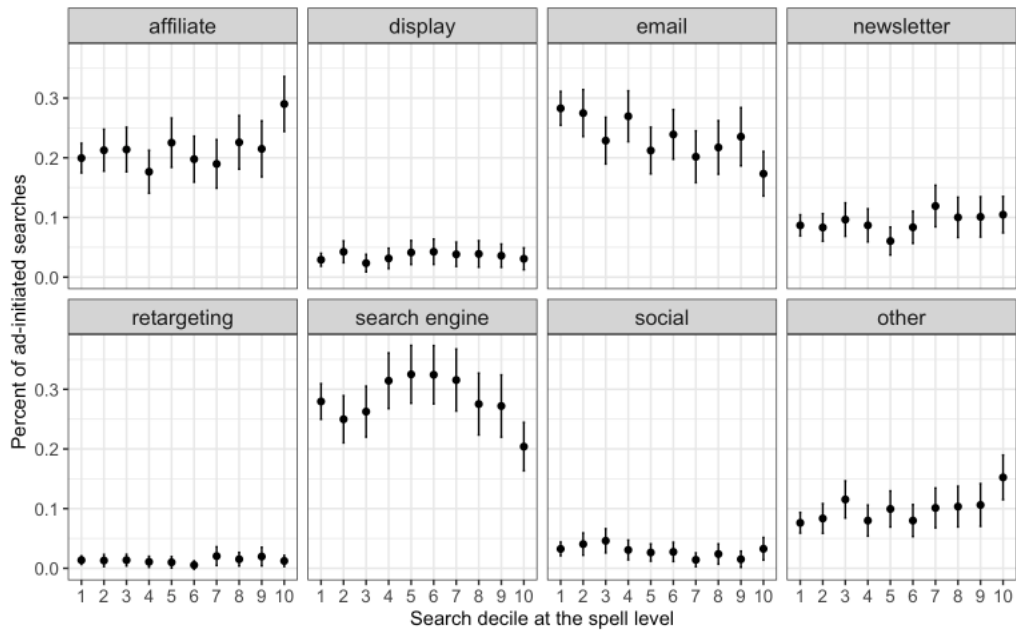 affiliate display email newsletter
0.3
0.2
0.1
0.0
retargeting search engine social other
0.3
0.2
0.1
0.0
1 2 3 4 5 6 7 8 9 10 1 2 3 4 5 6 7 8 9 10 1 2 3 4 5 6 7 8 9 10 1 2 3 4 5 6 7 8 9 10
Search decile at the spell level
Percent of ad-initiated searches